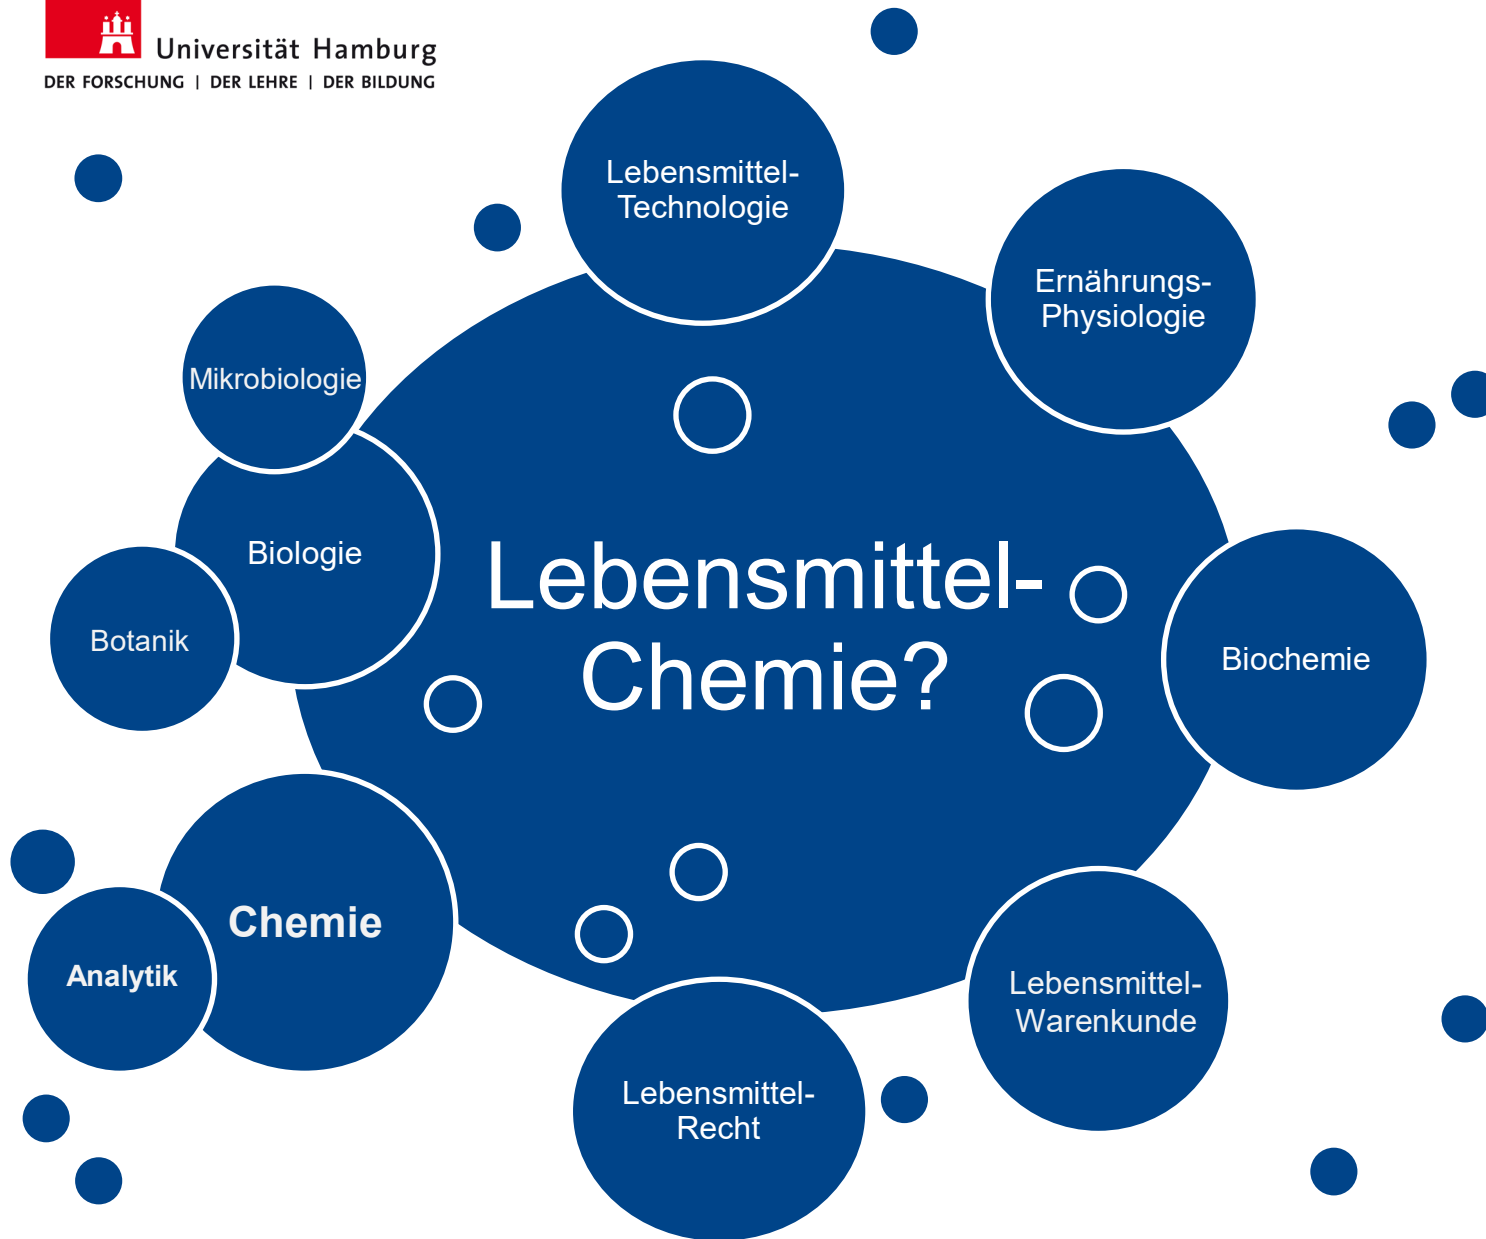 Universität Hamburg
DER FORSCHUNG | DER LEHRE | DER BILDUNG
Lebensmittel-
Technologie
Ernährungs-
Physiologie
Mikrobiologie
Biologie
Botanik
Lebensmittel-
Chemie?
Biochemie
Chemie
Analytik
Lebensmittel-
Warenkunde
Lebensmittel-
Recht